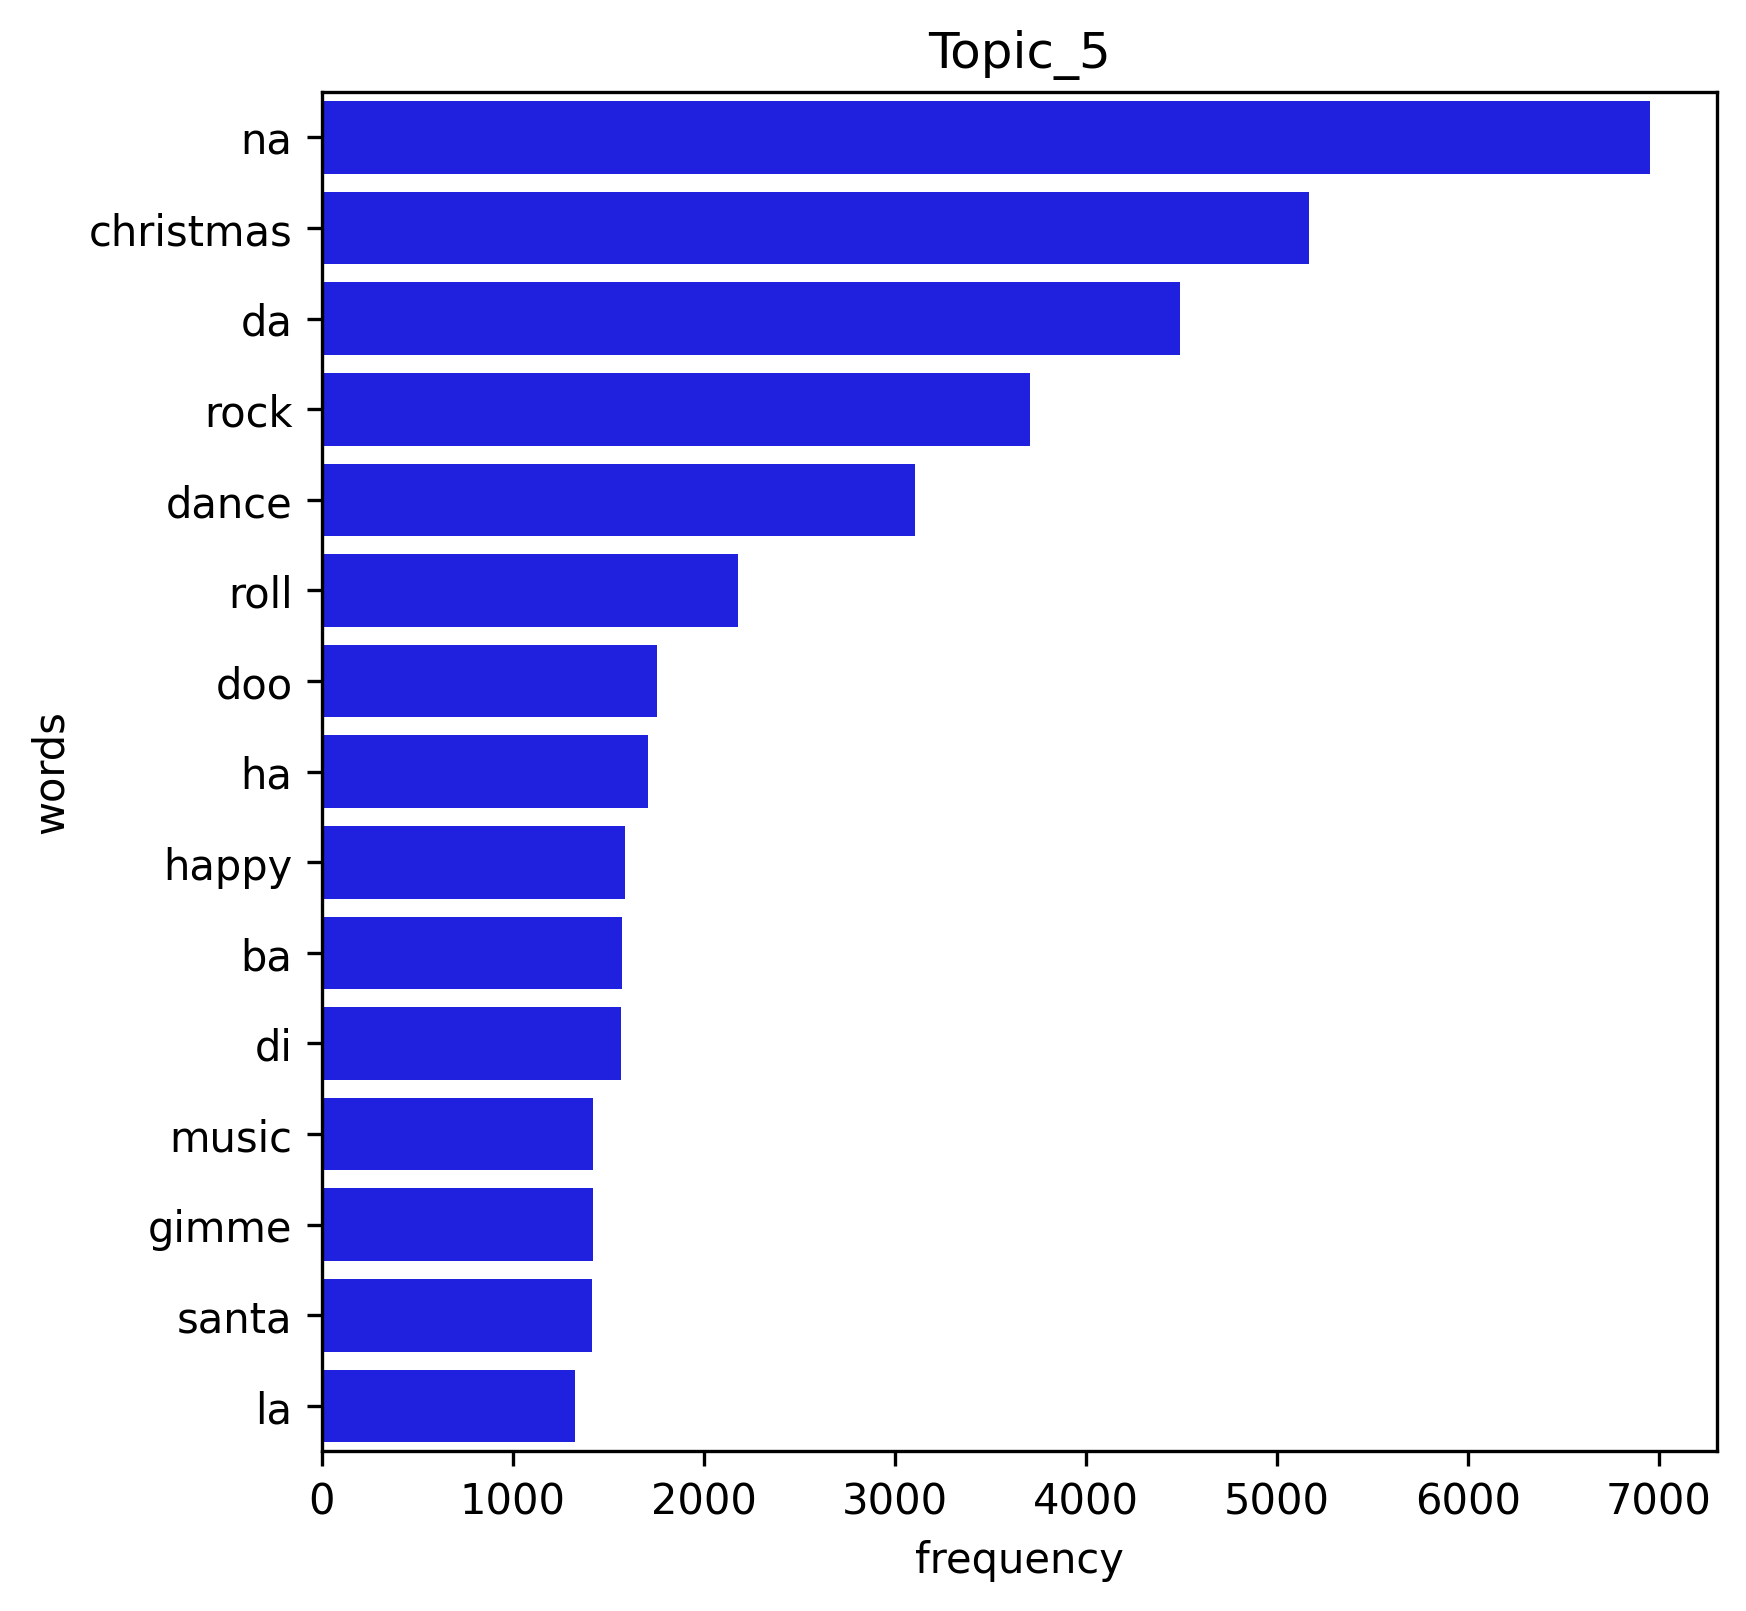 Topic_5
words
na
christmas
da
rock
dance
roll
doo
ha
happy
ba
di
music
gimme
santa
la
0 1000 2000 3000 4000 5000 6000 7000
frequency